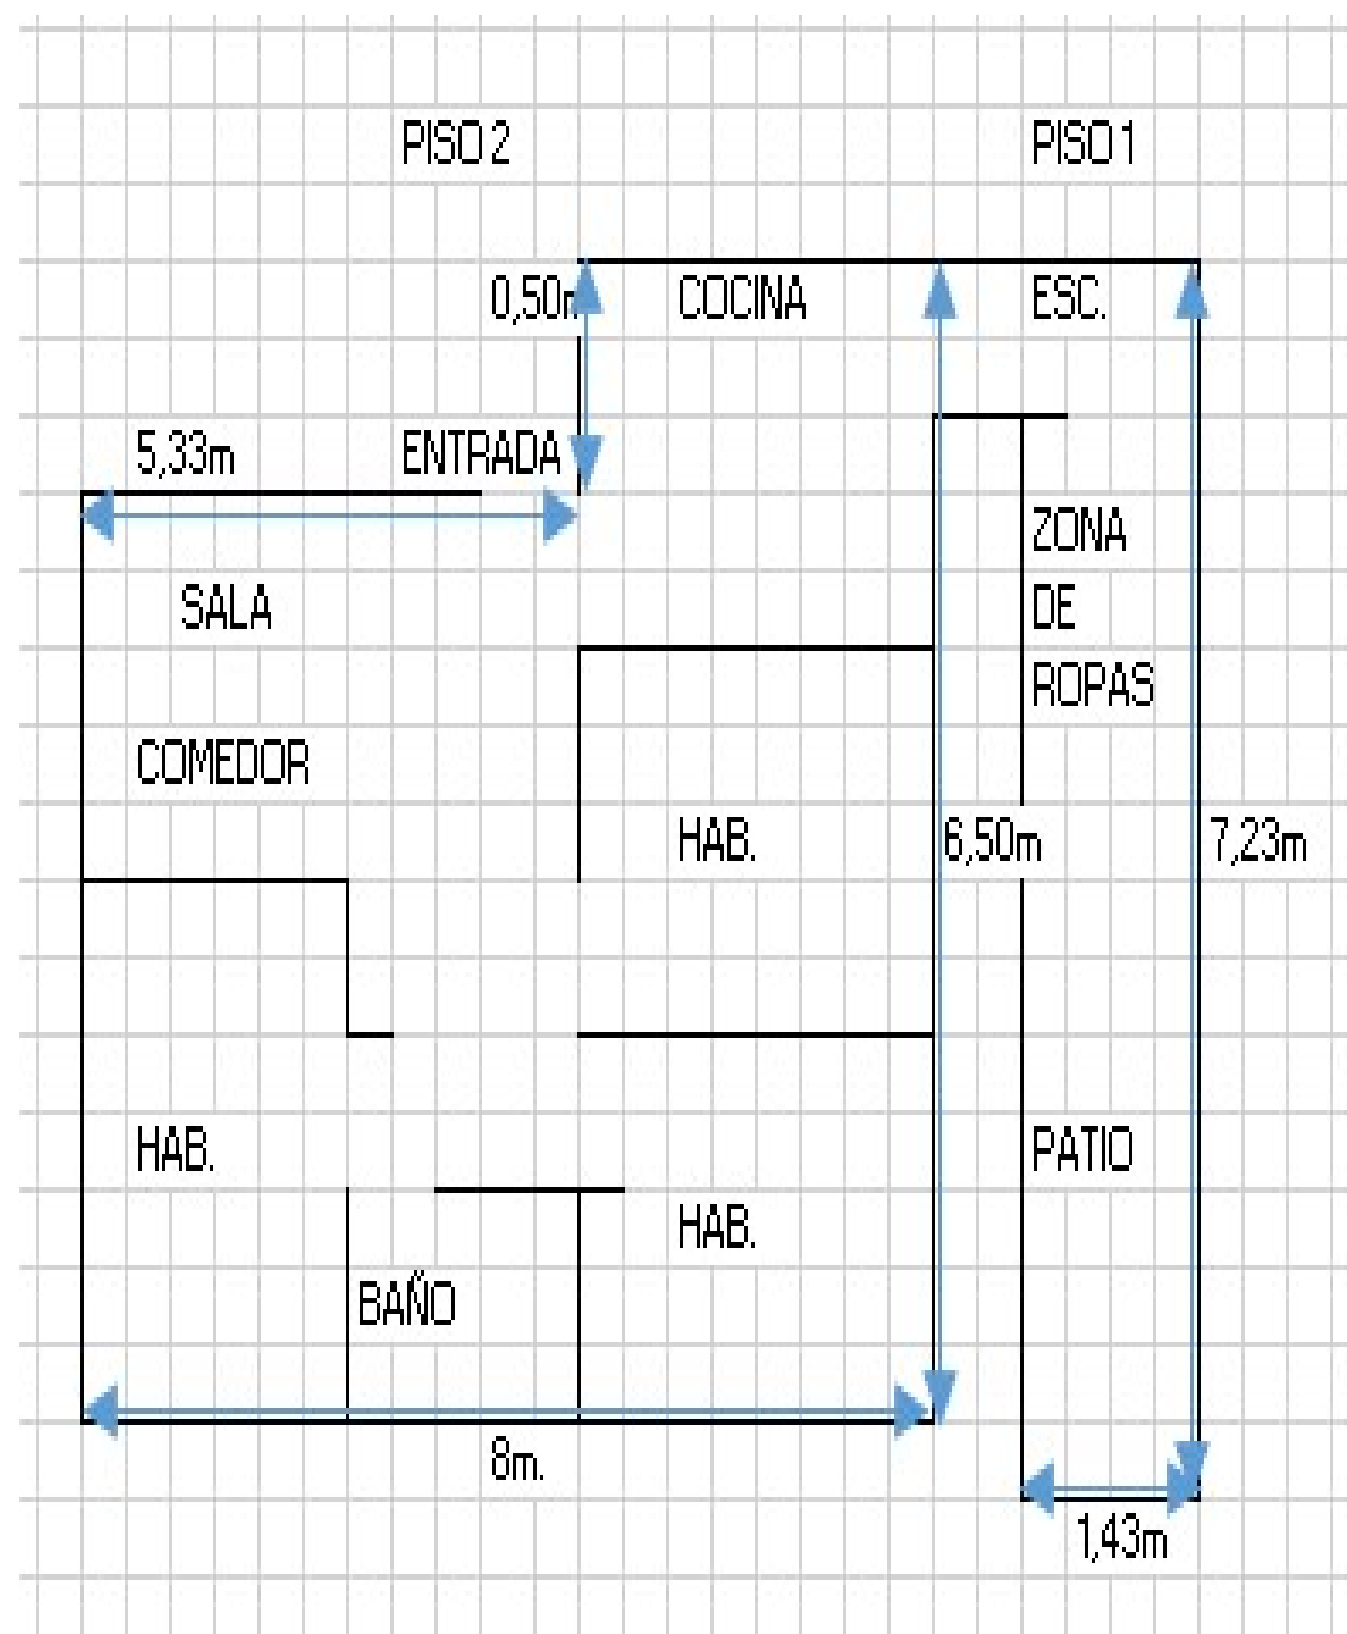 PISO 2 PISO 1
0,50m COCINA ESC.
5,33m ENTRADA
ZONA
SALA DE
ROPAS
COMEDOR
HAB. 6,50m 7,23m
HAB. PATIO
HAB.
BAÑO
8m.
1,43m